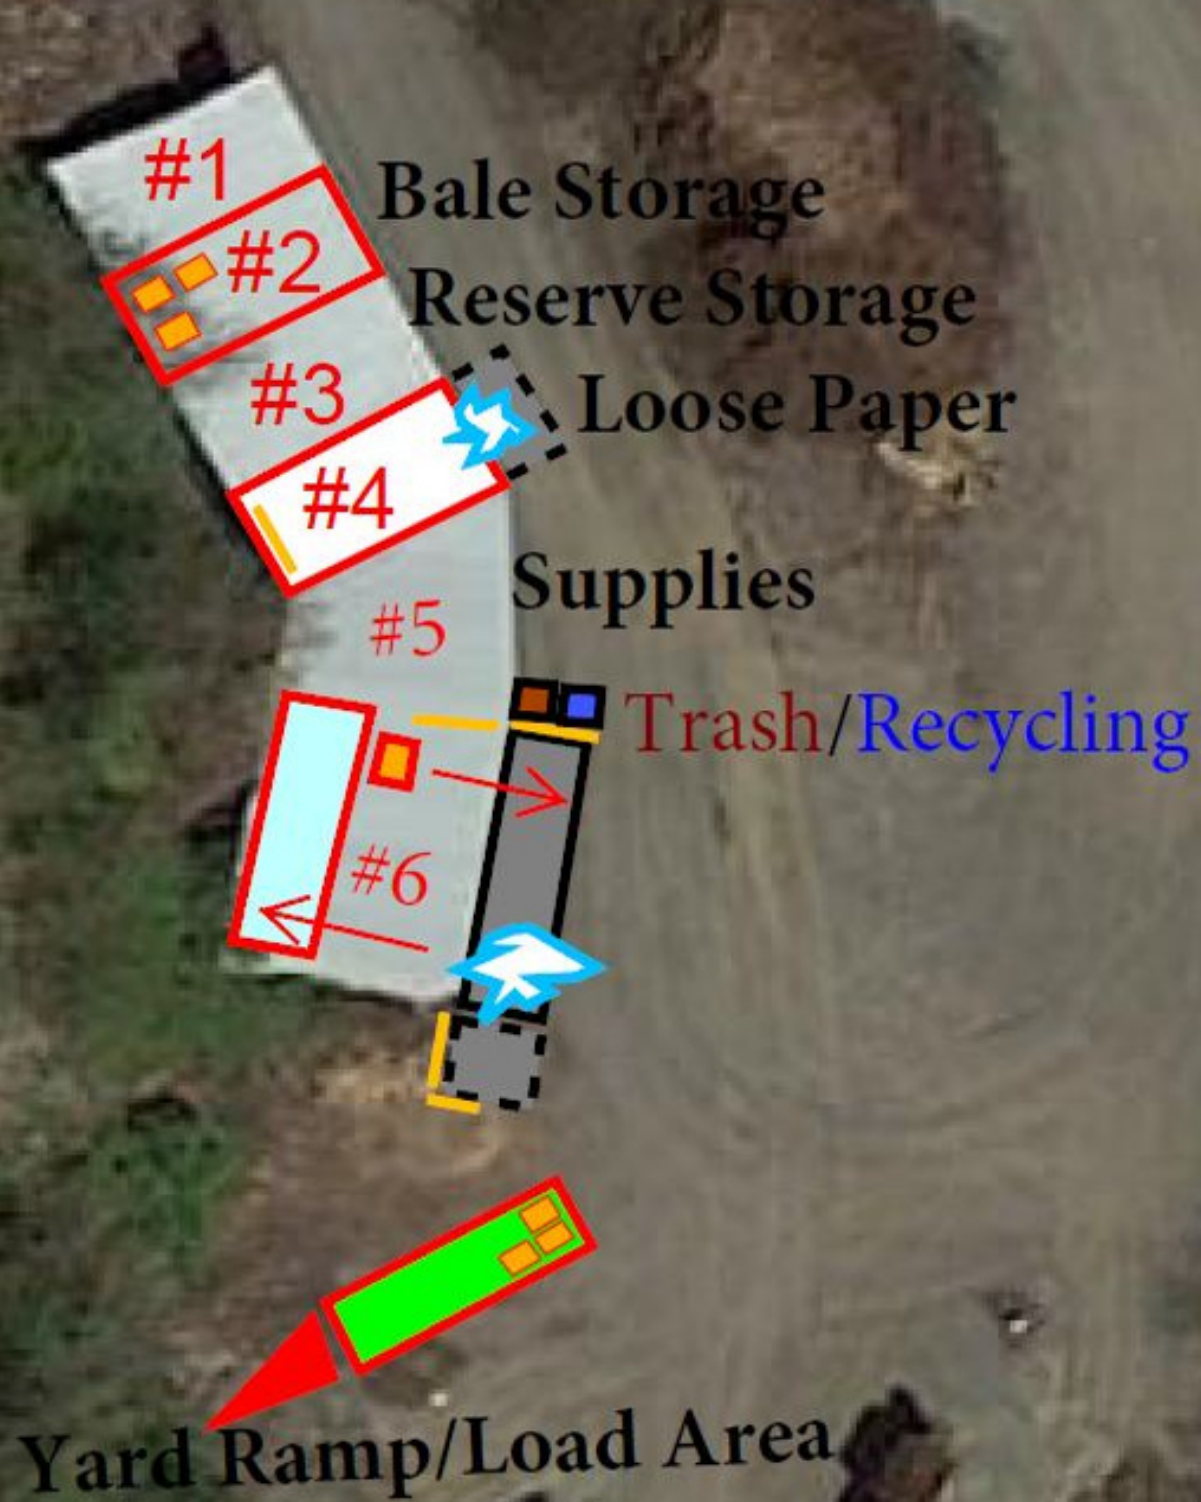 #1
Bale Storage
#2
Reserve Storage
#3
Loose Paper
#4
Supplies
#5
Trash/Recycling
#6
Yard Ramp/Load Area